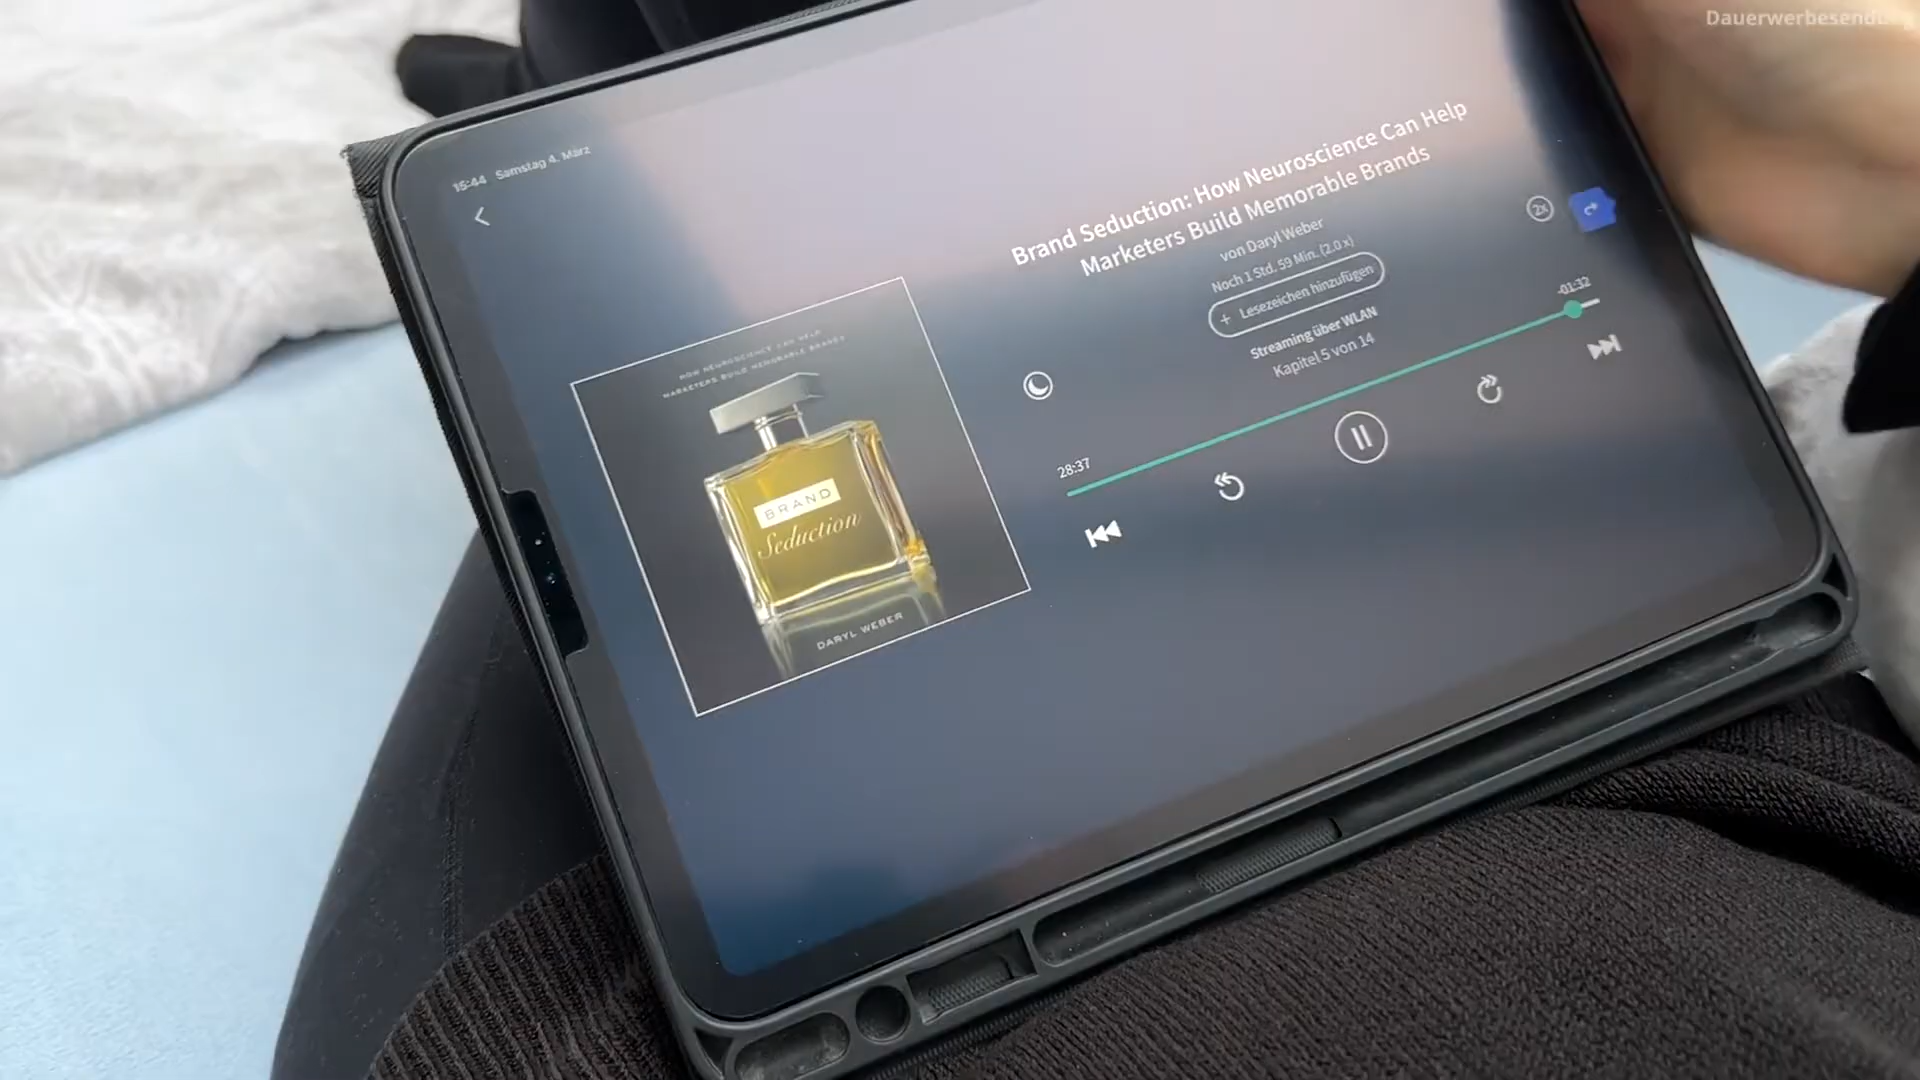 Dauerwerbesendung
15:44 Samstag 4. März
Brand Seduction: How Neuroscience Can Help
Marketers Build Memorable Brands
von Daryl Weber
Noch 1 Std. 59 Min. (2.0 x)
+ Lesezeichen hinzufügen
Streaming über WLAN
Kapitel 5 von 14
2x
28:37
-01:32
HOW NEUROSCIENCE CAN HELP
MARKETERS BUILD MEMORABLE BRANDS
BRAND
Seduction
DARYL WEBER